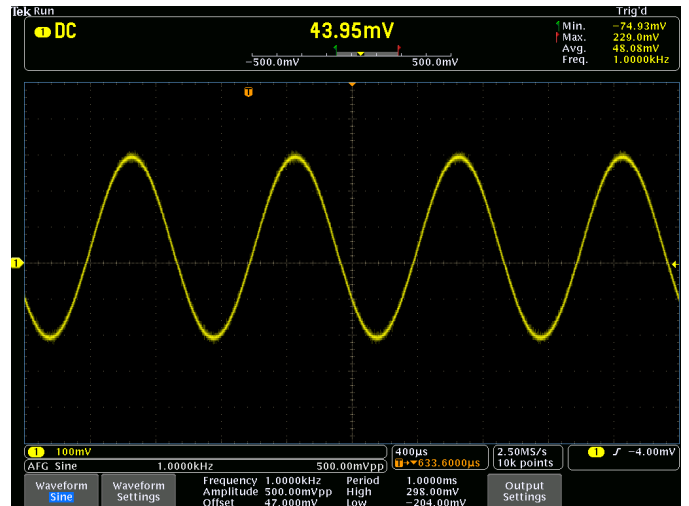 Tek Run Trig'd
1 DC 43.95mV
Min. -74.93mV
Max. 229.0mV
Avg. 48.08mV
Freq. 1.0000kHz
-500.0mV 500.0mV
T
1
1 100mV
400µs
T→▼633.6000µs
2.50MS/s
10k points
1 ∫ -4.00mV
AFG Sine 1.0000kHz 500.00mVpp
Waveform
Sine
Waveform
Settings
Frequency 1.0000kHz
Amplitude 500.00mVpp
Offset 47.000mV
Period 1.0000ms
High 298.00mV
Low -204.00mV
Output
Settings